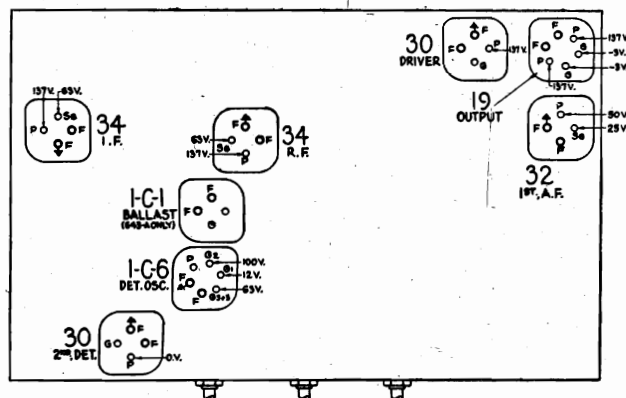 30
DRIVER
F
F
P
137V.
G
F
F
P
137V.
G
-3V.
P
G
-3V.
137V.
19
OUTPUT
137V.
63V.
SG
P
F
F
34
I.F.
F
63V.
SG
F
137V.
P
34
R.F.
P
50V.
F
SG
25V.
F
32
1ST. A.F.
1-C-1
BALLAST
(643-A ONLY)
F
F
G
1-C-6
DET. OSC.
G2
100V.
P
G1
12V.
F
F
G3+5
63V.
30
2ND. DET.
F
G
F
P
0V.